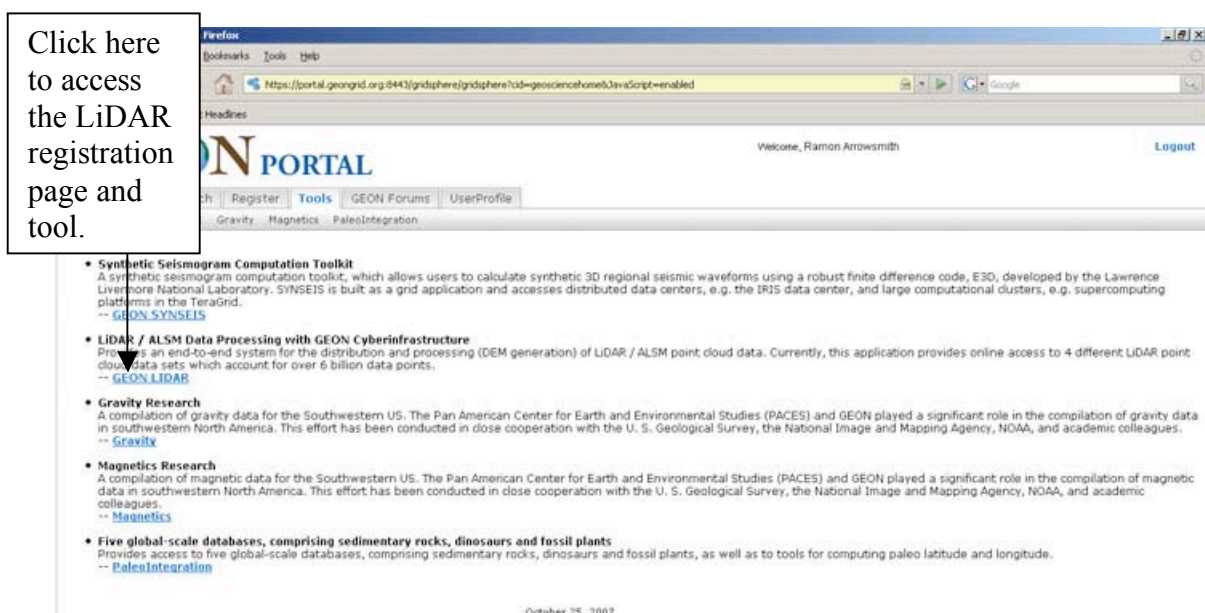 Click here
to access
the LiDAR
registration
page and
tool.
Firefox
Bookmarks Tools Help
https://portal.geongrid.org:8443/gridsphere/gridsphere?cid=geosciencehome&JavaScript=enabled
Google
Headlines
ON PORTAL
Welcome, Ramon Arrowsmith
Logout
Register Tools GEON Forums UserProfile
Gravity Magnetics PaleoIntegration
• Synthetic Seismogram Computation Toolkit
A synthetic seismogram computation toolkit, which allows users to calculate synthetic 3D regional seismic waveforms using a robust finite difference code, E3D, developed by the Lawrence
Livermore National Laboratory. SYNSEIS is built as a grid application and accesses distributed data centers, e.g. the IRIS data center, and large computational clusters, e.g. supercomputing
platforms in the TeraGrid.
-- GEON SYNSEIS
• LiDAR / ALSM Data Processing with GEON Cyberinfrastructure
Provides an end-to-end system for the distribution and processing (DEM generation) of LiDAR / ALSM point cloud data. Currently, this application provides online access to 4 different LiDAR point
cloud data sets which account for over 6 billion data points.
-- GEON LIDAR
• Gravity Research
A compilation of gravity data for the Southwestern US. The Pan American Center for Earth and Environmental Studies (PACES) and GEON played a significant role in the compilation of gravity data
in southwestern North America. This effort has been conducted in close cooperation with the U. S. Geological Survey, the National Image and Mapping Agency, NOAA, and academic colleagues.
-- Gravity
• Magnetics Research
A compilation of magnetic data for the Southwestern US. The Pan American Center for Earth and Environmental Studies (PACES) and GEON played a significant role in the compilation of magnetic
data in southwestern North America. This effort has been conducted in close cooperation with the U. S. Geological Survey, the National Image and Mapping Agency, NOAA, and academic
colleagues.
-- Magnetics
• Five global-scale databases, comprising sedimentary rocks, dinosaurs and fossil plants
Provides access to five global-scale databases, comprising sedimentary rocks, dinosaurs and fossil plants, as well as to tools for computing paleo latitude and longitude.
-- PaleoIntegration
October 25, 2007